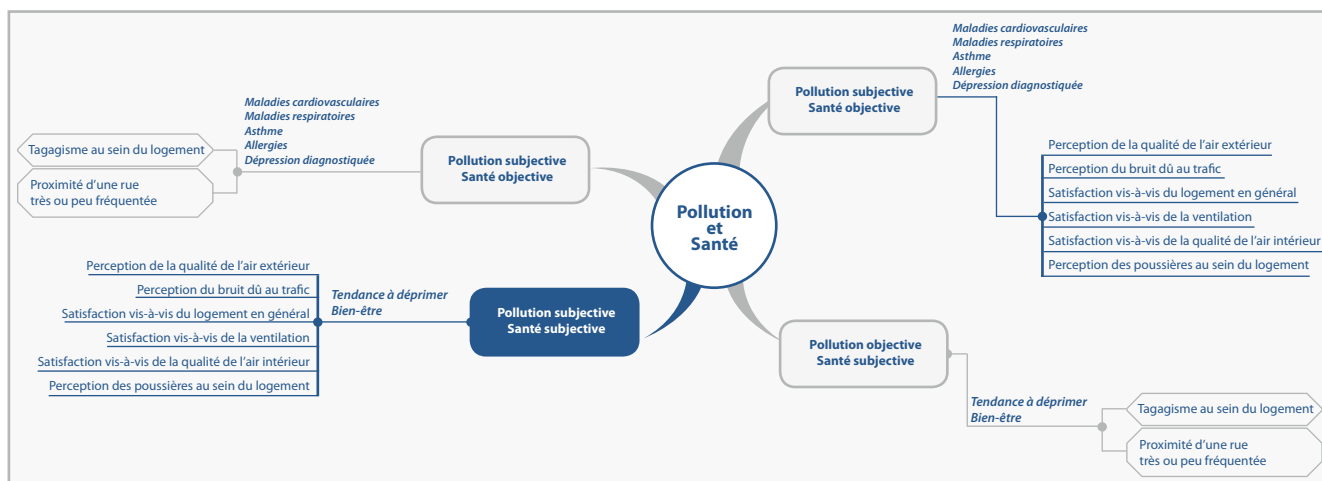 Maladies cardiovasculaires
Maladies respiratoires
Asthme
Allergies
Dépression diagnostiquée
Tagagisme au sein du logement
Proximité d'une rue
très ou peu fréquentée
Pollution subjective
Santé objective
Perception de la qualité de l'air extérieur
Perception du bruit dû au trafic
Satisfaction vis-à-vis du logement en général
Satisfaction vis-à-vis de la ventilation
Satisfaction vis-à-vis de la qualité de l'air intérieur
Perception des poussières au sein du logement
Tendance à déprimer
Bien-être
Pollution subjective
Santé subjective
Pollution
et
Santé
Pollution subjective
Santé objective
Maladies cardiovasculaires
Maladies respiratoires
Asthme
Allergies
Dépression diagnostiquée
Perception de la qualité de l'air extérieur
Perception du bruit dû au trafic
Satisfaction vis-à-vis du logement en général
Satisfaction vis-à-vis de la ventilation
Satisfaction vis-à-vis de la qualité de l'air intérieur
Perception des poussières au sein du logement
Pollution objective
Santé subjective
Tendance à déprimer
Bien-être
Tagagisme au sein du logement
Proximité d'une rue
très ou peu fréquentée